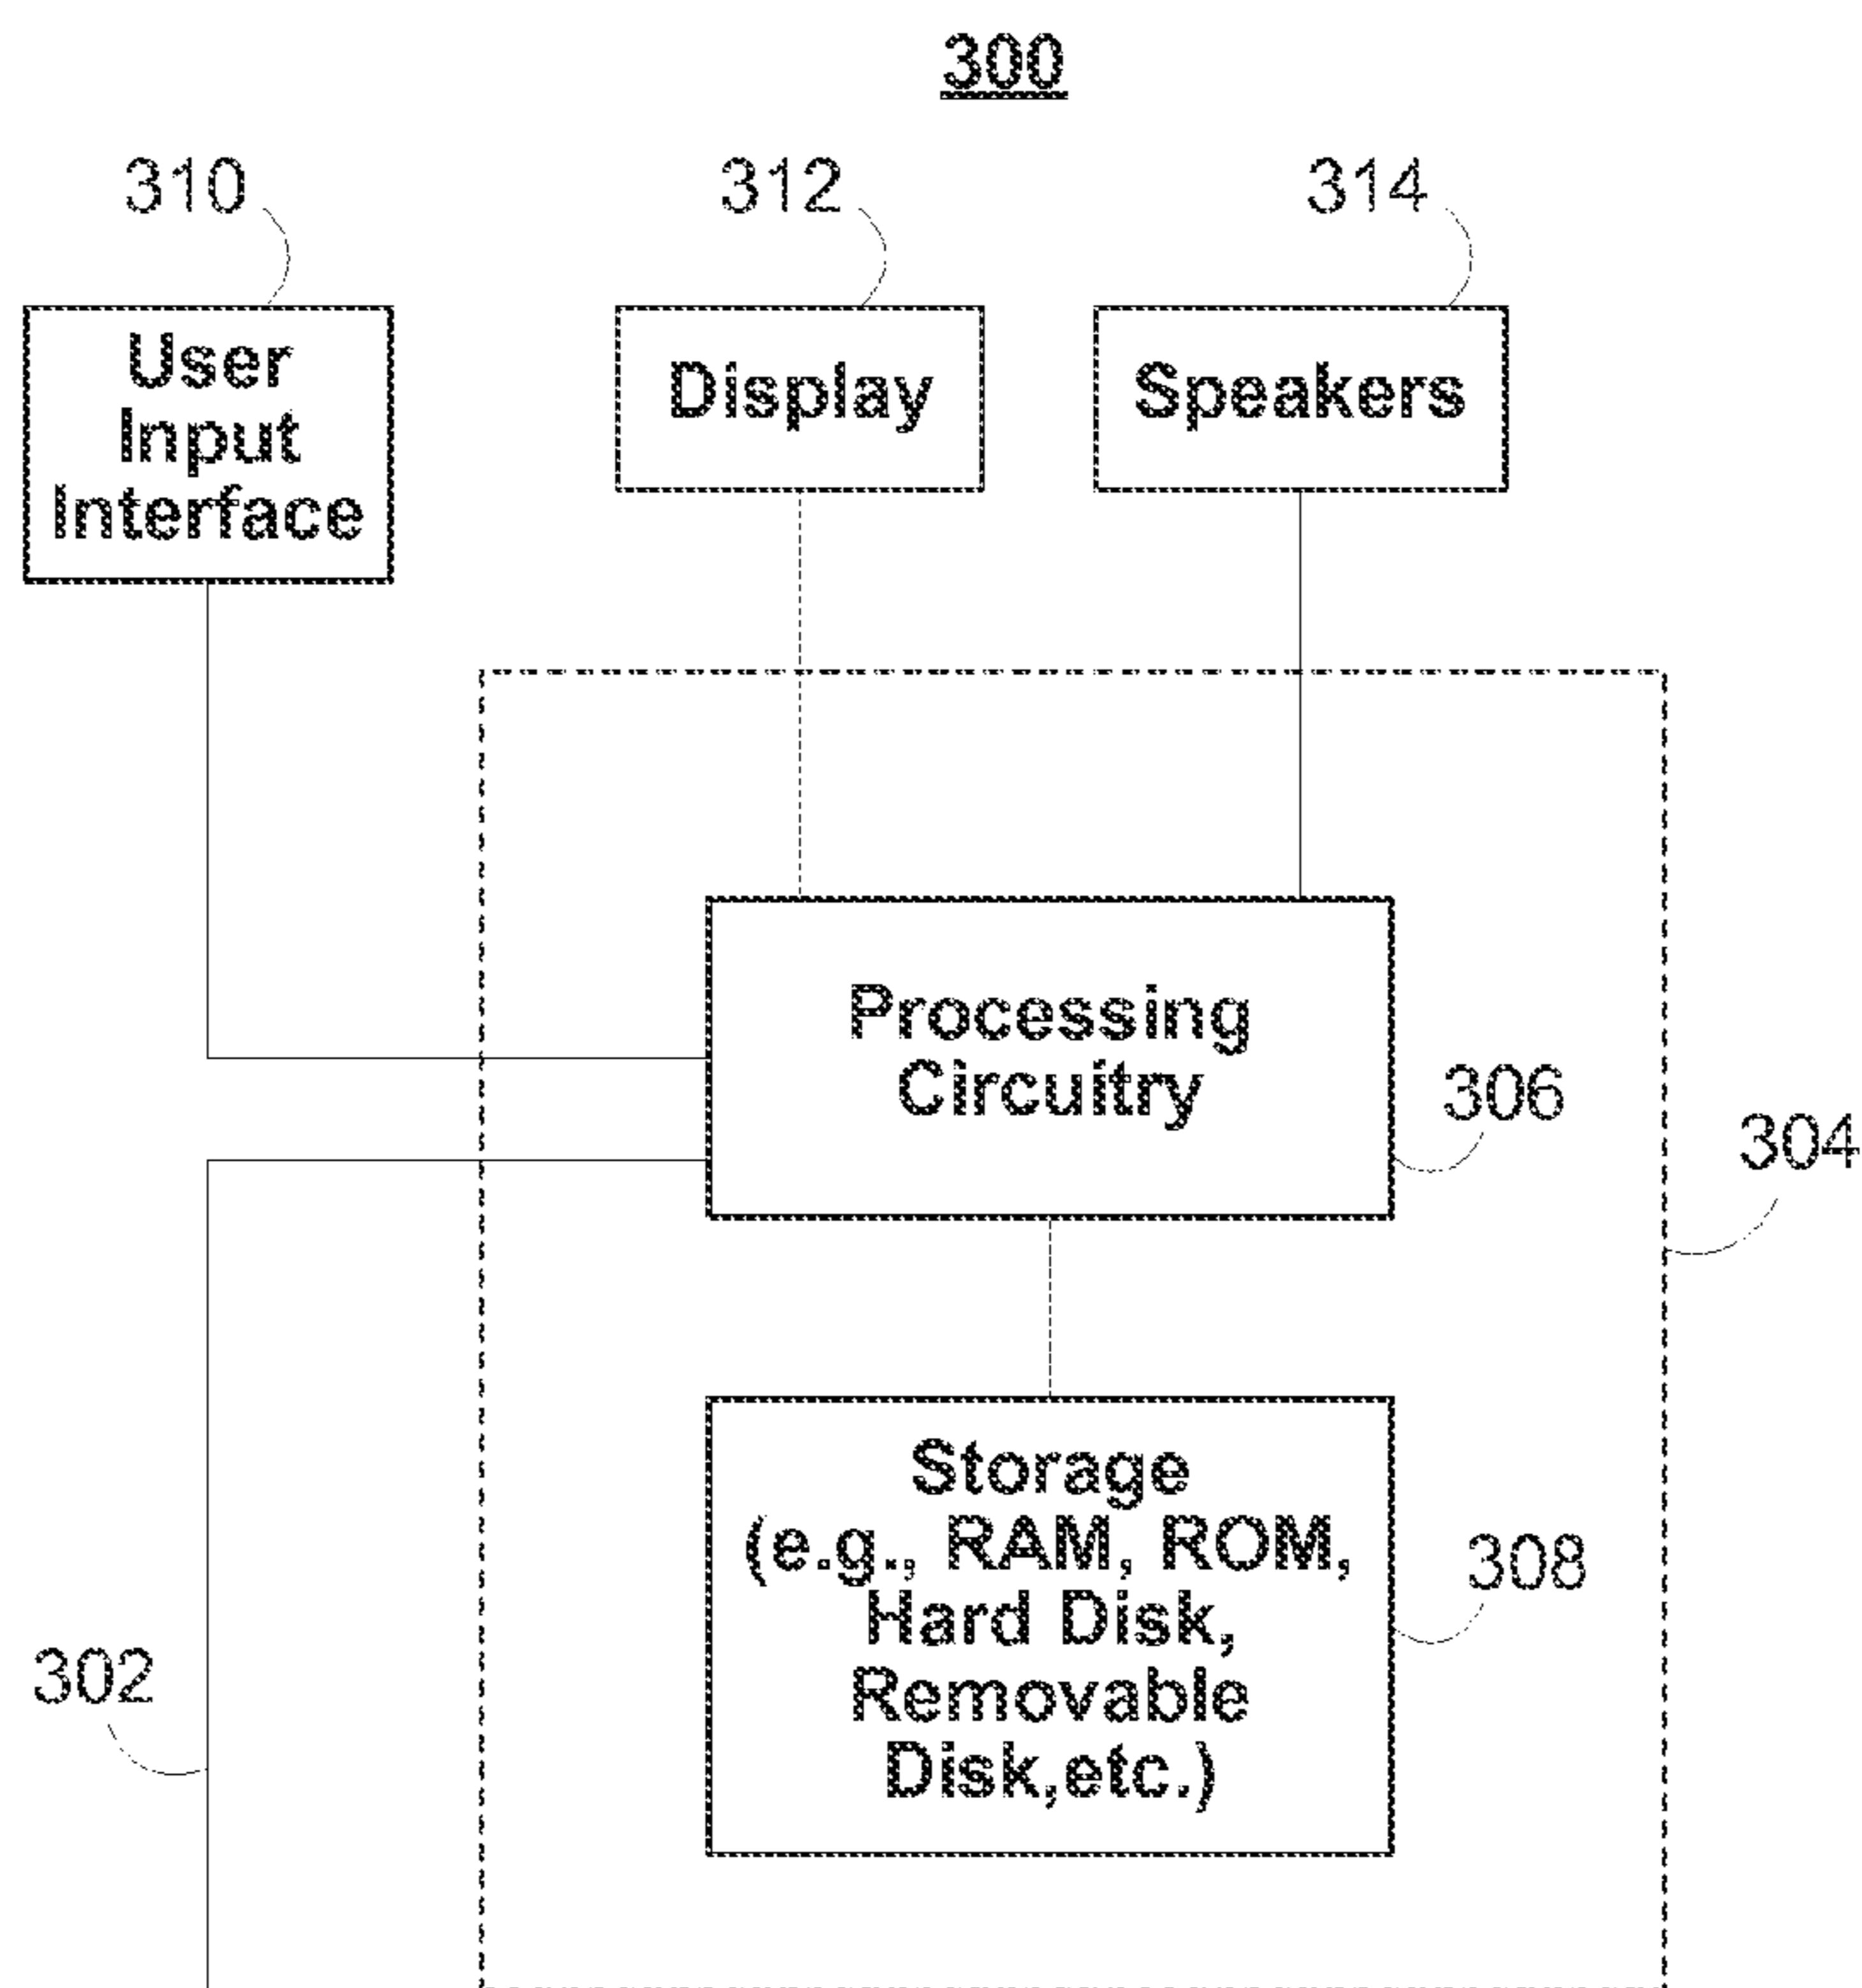 300
310
312
314
User
Input
Interface
Display
Speakers
Processing
Circuitry
306
304
Storage
(e.g., RAM, ROM,
Hard Disk,
Removable
Disk,etc.)
308
302